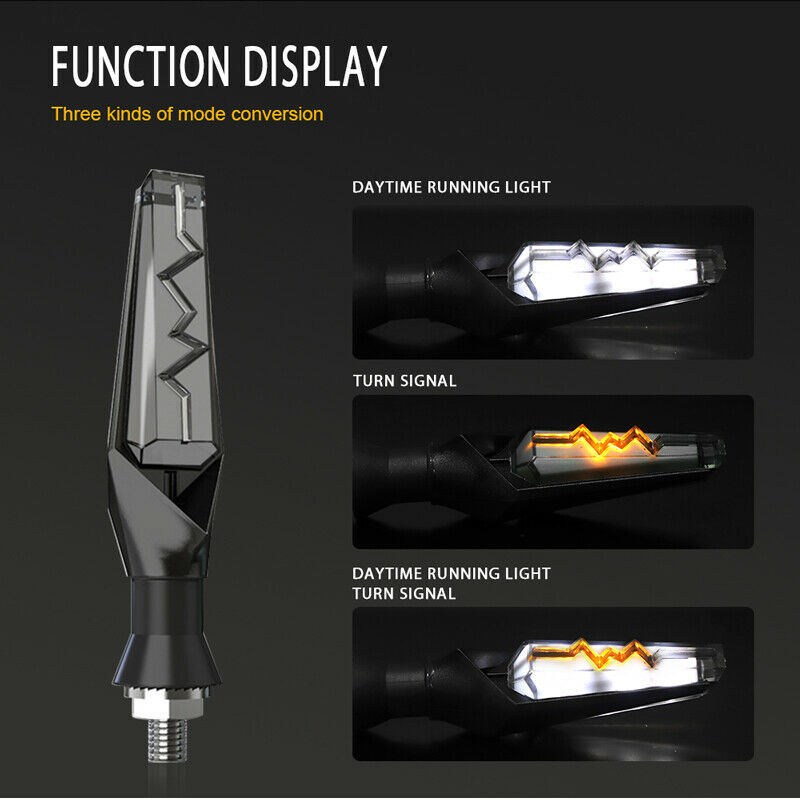 FUNCTION DISPLAY
Three kinds of mode conversion
DAYTIME RUNNING LIGHT
TURN SIGNAL
DAYTIME RUNNING LIGHT
TURN SIGNAL